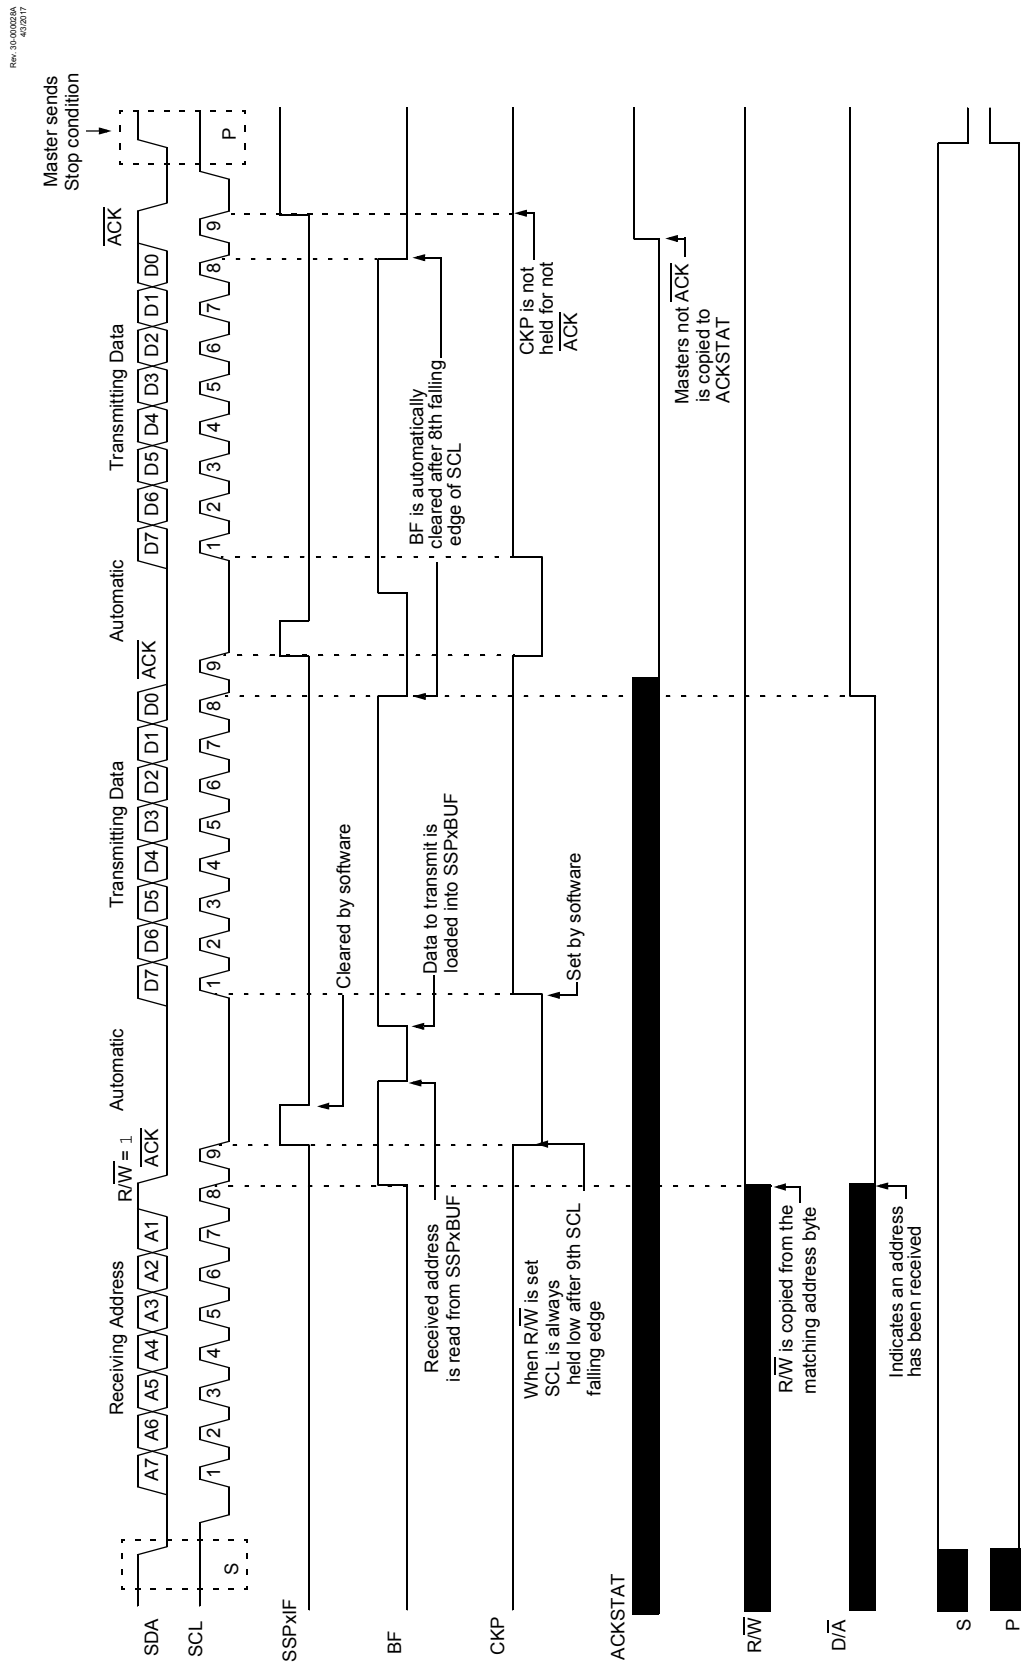 Rev. 30-000028A
4/3/2017
Master sends
Stop condition
Receiving Address
R/W̅ = 1
Automatic
Transmitting Data
Automatic
Transmitting Data
A̅C̅K̅
A̅C̅K̅
A̅C̅K̅
SDA
A7 A6 A5 A4 A3 A2 A1
D7 D6 D5 D4 D3 D2 D1 D0
D7 D6 D5 D4 D3 D2 D1 D0
SCL
S
1 2 3 4 5 6 7 8 9
1 2 3 4 5 6 7 8 9
1 2 3 4 5 6 7 8 9
P
SSPxIF
Cleared by software
BF
Received address
is read from SSPxBUF
Data to transmit is
loaded into SSPxBUF
BF is automatically
cleared after 8th falling
edge of SCL
CKP
When R/W̅ is set
SCL is always
held low after 9th SCL
falling edge
Set by software
CKP is not
held for not
A̅C̅K̅
ACKSTAT
Masters not A̅C̅K̅
is copied to
ACKSTAT
R/W̅
R/W̅ is copied from the
matching address byte
D/A̅
Indicates an address
has been received
S
P